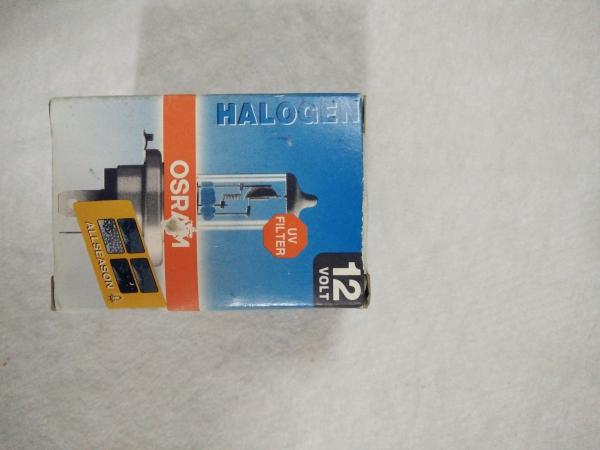 HALOGEN
OSRAM
UV
FILTER
12
VOLT
ALLSEASON